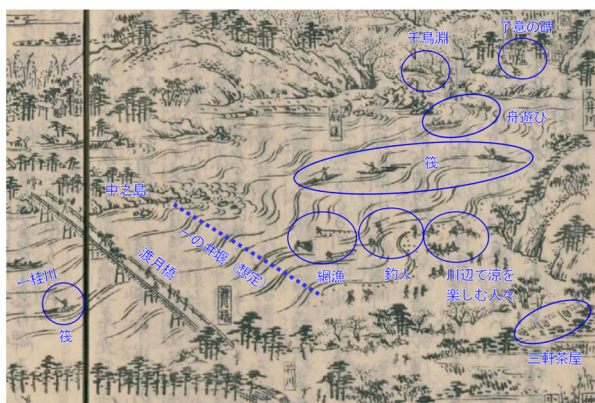 千鳥淵
了意の碑
舟遊び
筏
中之島
一の井堰（想定）
渡月橋
桂川
筏
網漁
釣人
川辺で涼を
楽しむ人々
三軒茶屋